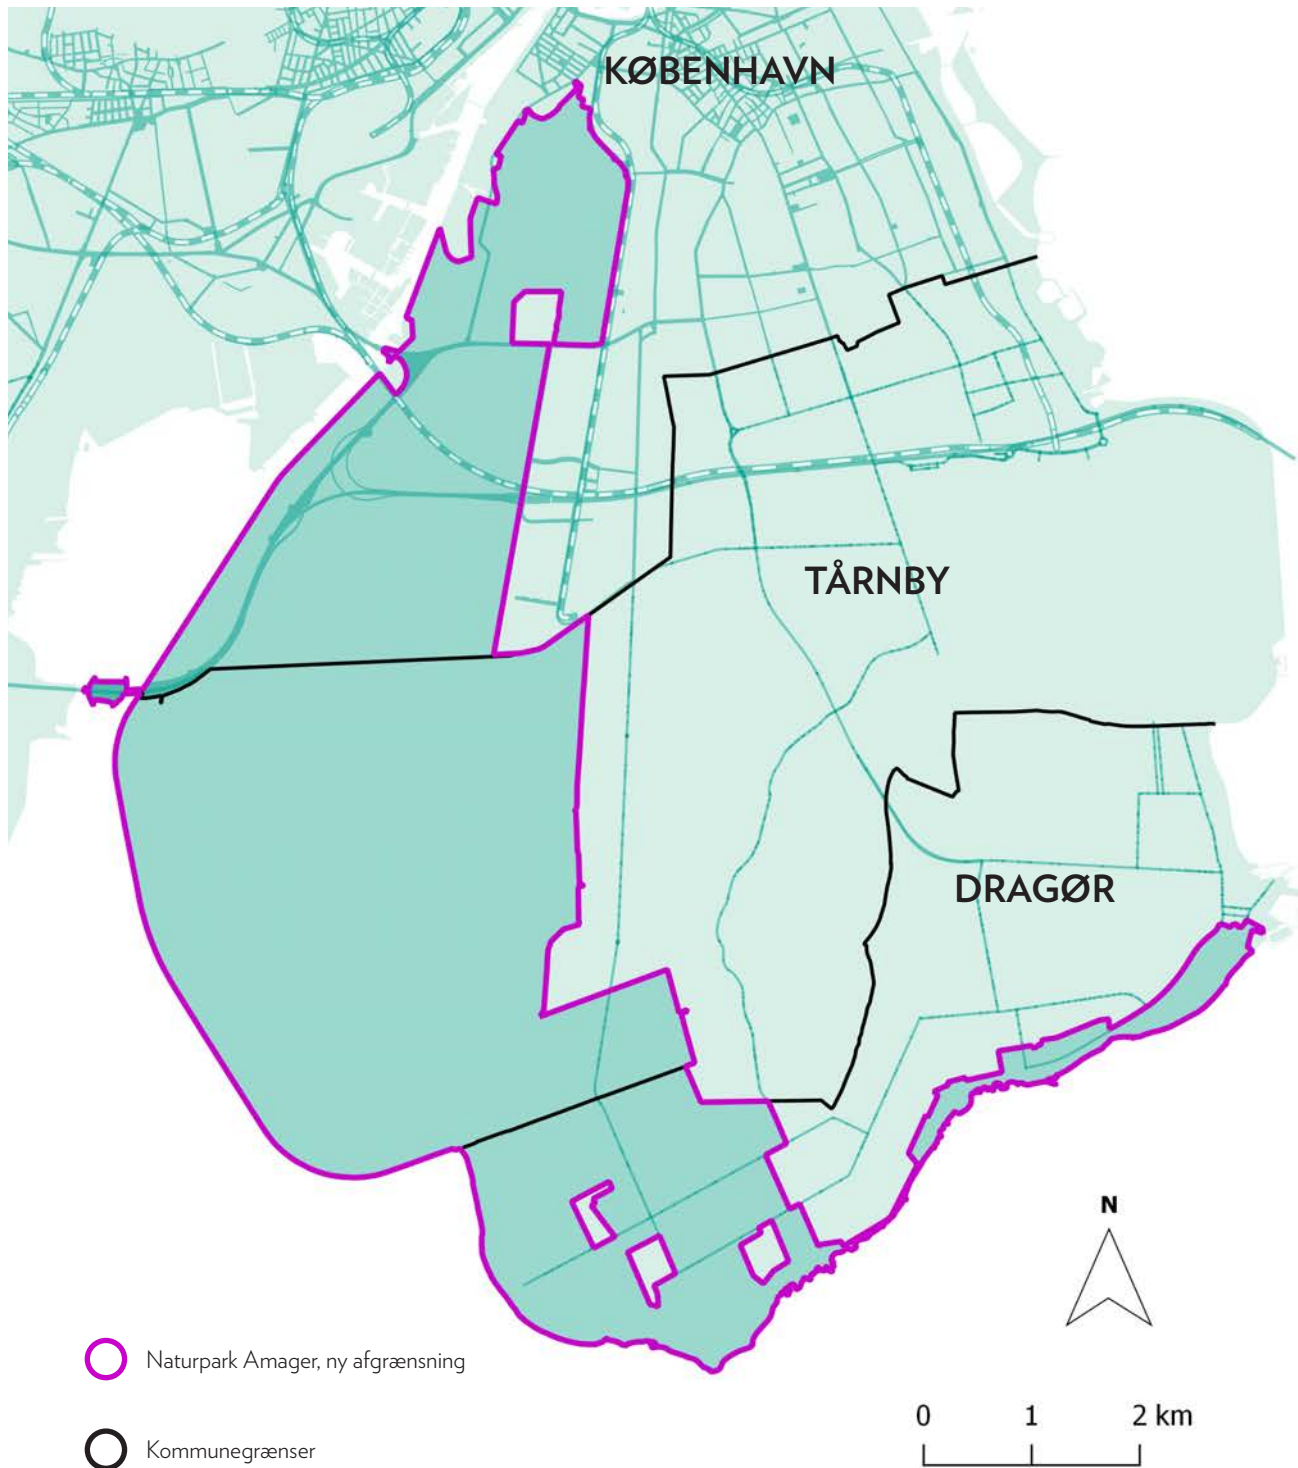 KØBENHAVN
TÅRNBY
DRAGØR
N
Naturpark Amager, ny afgrænsning
0 1 2 km
Kommunegrænser